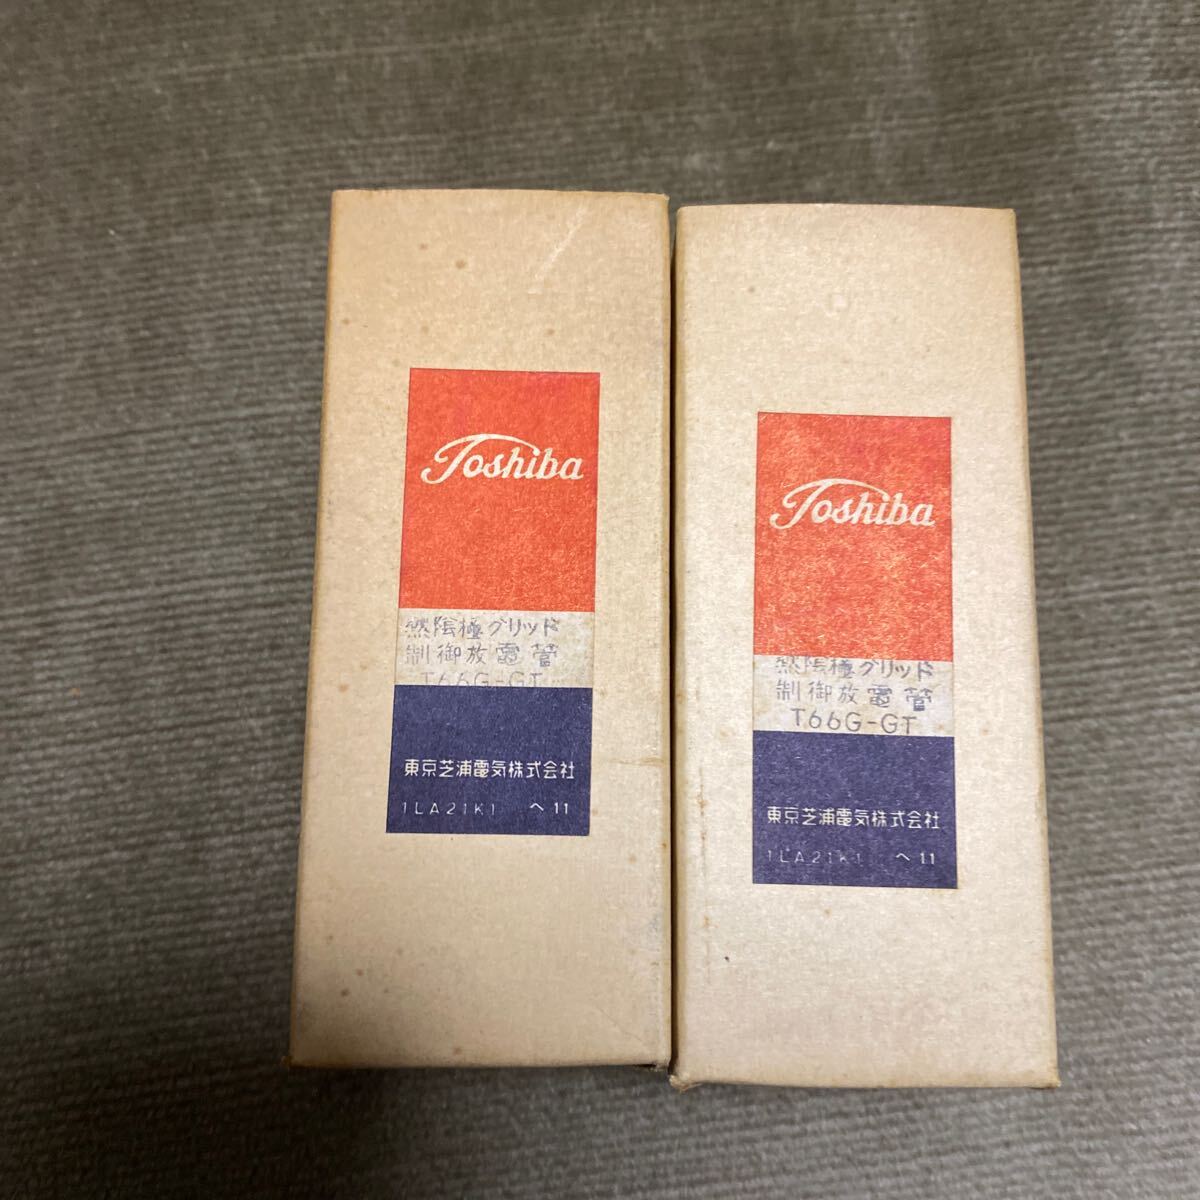 Toshiba
熱陰極グリッド
制御放電管
T66G-GT
東京芝浦電気株式会社
1LA21K1 ヘ11
Toshiba
熱陰極グリッド
制御放電管
T66G-GT
東京芝浦電気株式会社
1LA21K1 ヘ11